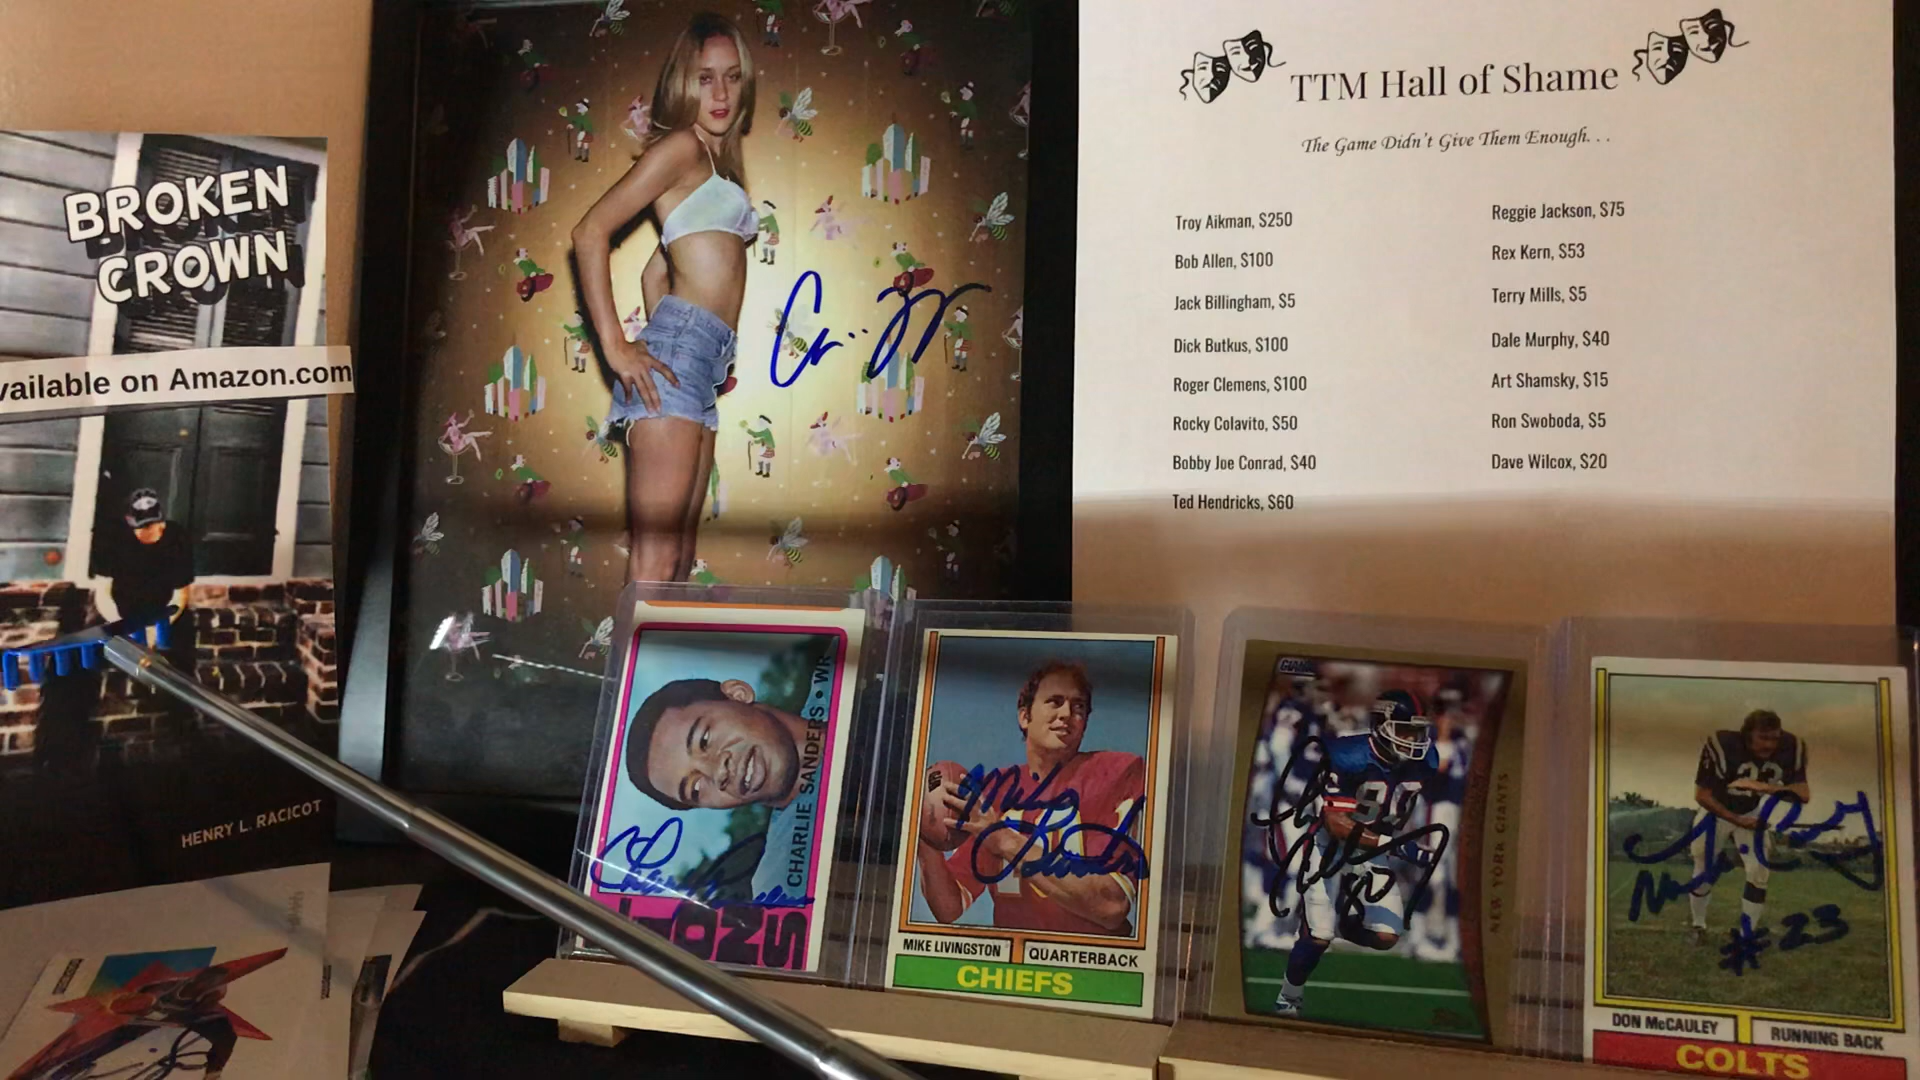 BROKEN
CROWN
vailable on Amazon.com
HENRY L. RACICOT
TTM Hall of Shame
The Game Didn't Give Them Enough. . .
Troy Aikman, $250
Bob Allen, $100
Jack Billingham, $5
Dick Butkus, $100
Roger Clemens, $100
Rocky Colavito, $50
Bobby Joe Conrad, $40
Ted Hendricks, $60
Reggie Jackson, $75
Rex Kern, $53
Terry Mills, $5
Dale Murphy, $40
Art Shamsky, $15
Ron Swoboda, $5
Dave Wilcox, $20
CHARLIE SANDERS • WR
IONS
Mike
MIKE LIVINGSTON
QUARTERBACK
CHIEFS
80
NEW YORK GIANTS
23
#23
DON McCAULEY
RUNNING BACK
COLTS